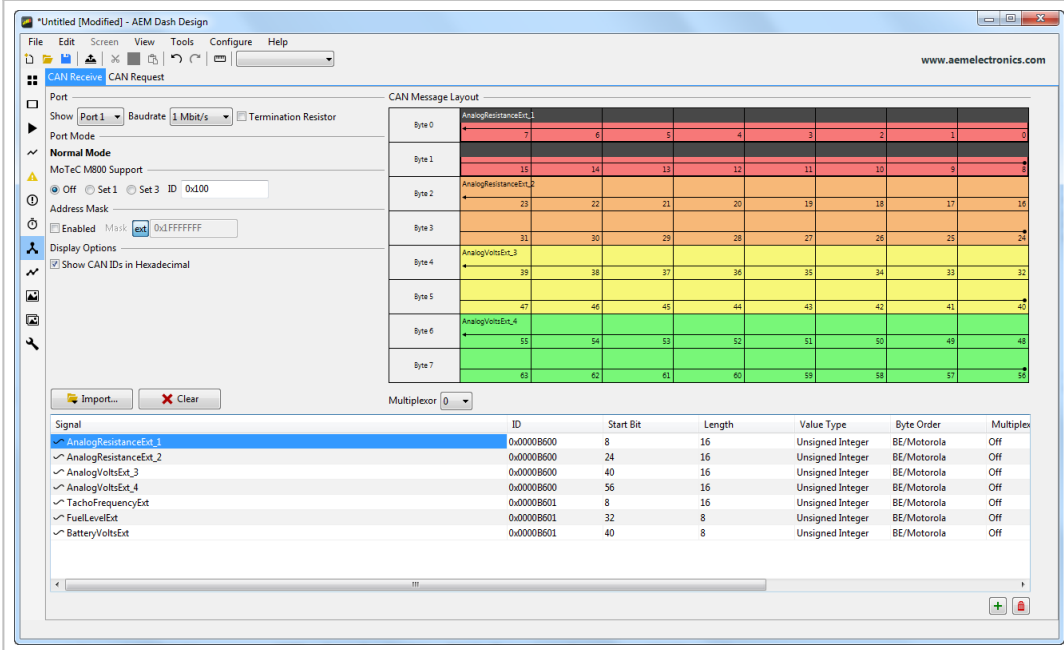 *Untitled [Modified] - AEM Dash Design
File Edit Screen View Tools Configure Help
www.aemelectronics.com
CAN Receive CAN Request
Port
Show Port 1 Baudrate 1 Mbit/s Termination Resistor
Port Mode
Normal Mode
MoTeC M800 Support
Off Set 1 Set 3 ID 0x100
Address Mask
Enabled Mask ext 0x1FFFFFFF
Display Options
Show CAN IDs in Hexadecimal
CAN Message Layout
Byte 0 AnalogResistanceExt_1
7 6 5 4 3 2 1 0
Byte 1
15 14 13 12 11 10 9 8
Byte 2 AnalogResistanceExt_2
23 22 21 20 19 18 17 16
Byte 3
31 30 29 28 27 26 25 24
Byte 4 AnalogVoltsExt_3
39 38 37 36 35 34 33 32
Byte 5
47 46 45 44 43 42 41 40
Byte 6 AnalogVoltsExt_4
55 54 53 52 51 50 49 48
Byte 7
63 62 61 60 59 58 57 56
Import... Clear
Multiplexor 0
Signal ID Start Bit Length Value Type Byte Order Multiplex
AnalogResistanceExt_1 0x0000B600 8 16 Unsigned Integer BE/Motorola Off
AnalogResistanceExt_2 0x0000B600 24 16 Unsigned Integer BE/Motorola Off
AnalogVoltsExt_3 0x0000B600 40 16 Unsigned Integer BE/Motorola Off
AnalogVoltsExt_4 0x0000B600 56 16 Unsigned Integer BE/Motorola Off
TachoFrequencyExt 0x0000B601 8 16 Unsigned Integer BE/Motorola Off
FuelLevelExt 0x0000B601 32 8 Unsigned Integer BE/Motorola Off
BatteryVoltsExt 0x0000B601 40 8 Unsigned Integer BE/Motorola Off